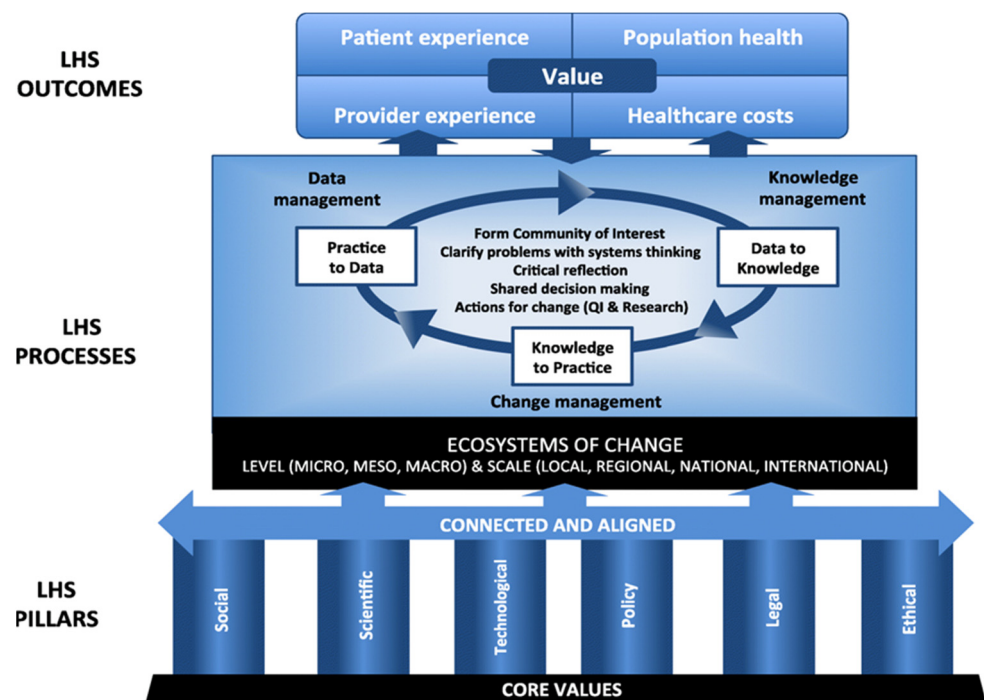 LHS
OUTCOMES
Patient experience
Population health
Value
Provider experience
Healthcare costs
LHS
PROCESSES
Data
management
Knowledge
management
Practice
to Data
Form Community of Interest
Clarify problems with systems thinking
Critical reflection
Shared decision making
Actions for change (QI & Research)
Data to
Knowledge
Knowledge
to Practice
Change management
ECOSYSTEMS OF CHANGE
LEVEL (MICRO, MESO, MACRO) & SCALE (LOCAL, REGIONAL, NATIONAL, INTERNATIONAL)
CONNECTED AND ALIGNED
LHS
PILLARS
Social
Scientific
Technological
Policy
Legal
Ethical
CORE VALUES